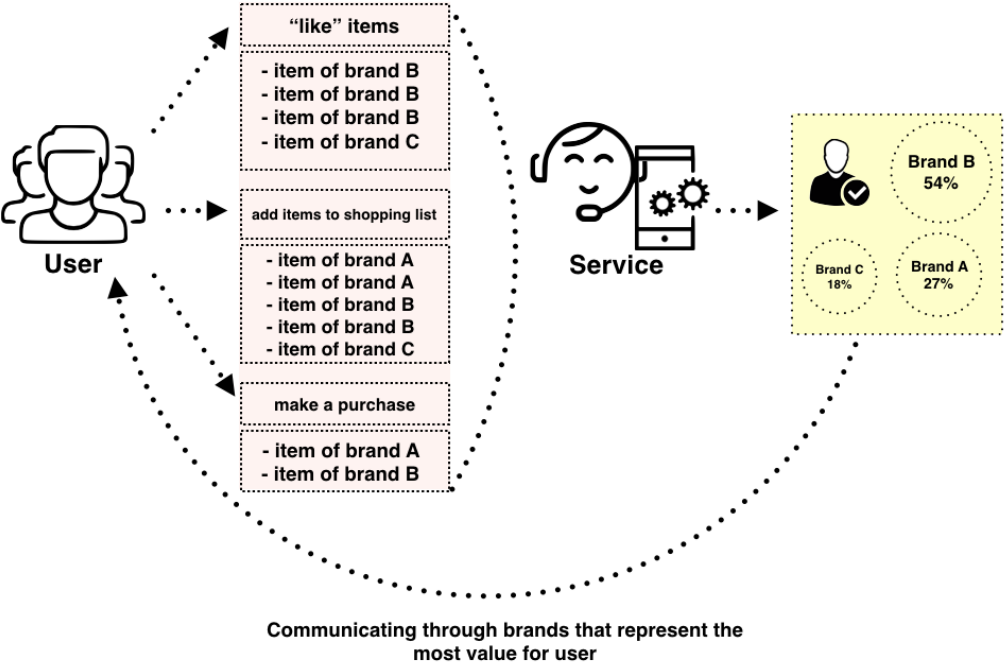 “like” items
- item of brand B
- item of brand B
- item of brand B
- item of brand C
add items to shopping list
- item of brand A
- item of brand A
- item of brand B
- item of brand B
- item of brand C
make a purchase
- item of brand A
- item of brand B
User
Service
Brand B
54%
Brand C
18%
Brand A
27%
Communicating through brands that represent the
most value for user